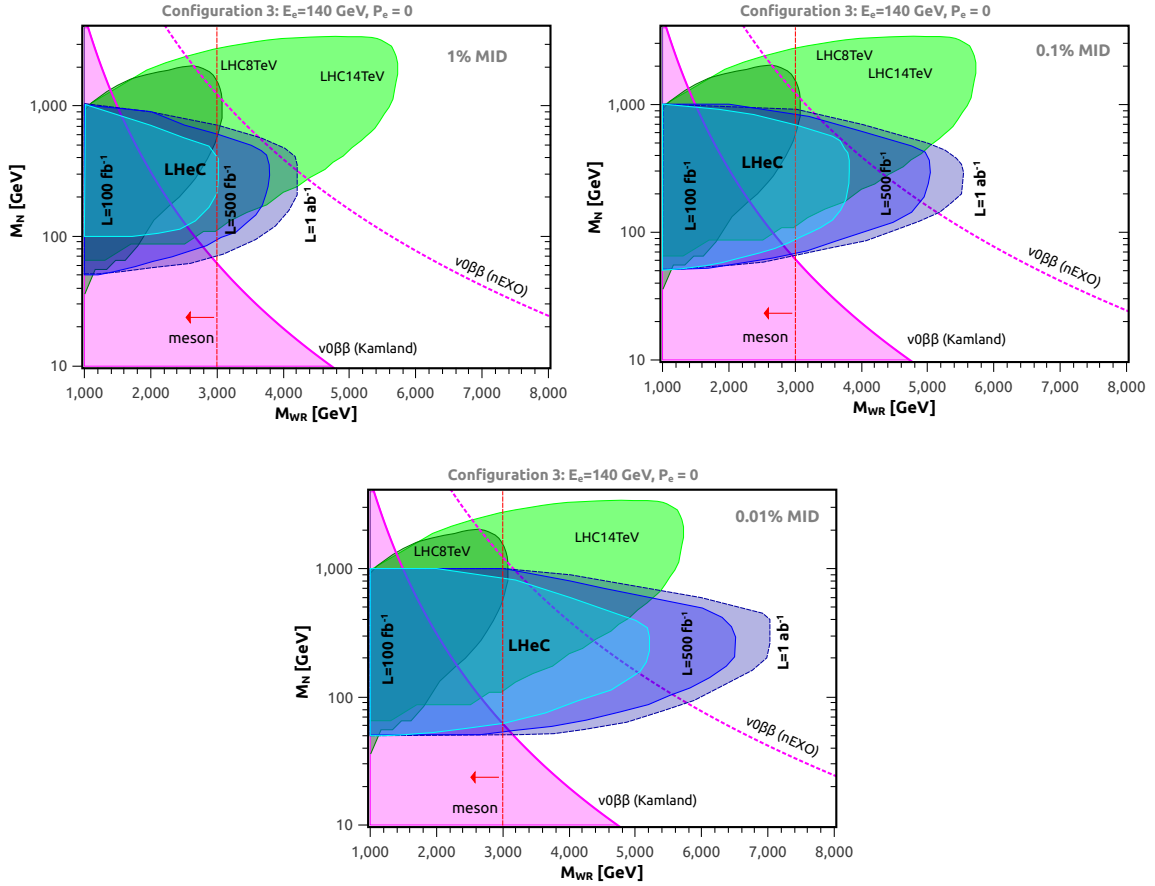 Configuration 3: Eₑ=140 GeV, Pₑ = 0
1% MID
LHC8TeV
LHC14TeV
1,000
LHeC
L=100 fb⁻¹
L=500 fb⁻¹
L=1 ab⁻¹
M_N [GeV]
100
ν0ββ (nEXO)
meson
ν0ββ (Kamland)
10
1,000 2,000 3,000 4,000 5,000 6,000 7,000 8,000
M_WR [GeV]
Configuration 3: Eₑ=140 GeV, Pₑ = 0
0.1% MID
LHC8TeV
LHC14TeV
1,000
LHeC
L=100 fb⁻¹
L=500 fb⁻¹
L=1 ab⁻¹
M_N [GeV]
100
ν0ββ (nEXO)
meson
ν0ββ (Kamland)
10
1,000 2,000 3,000 4,000 5,000 6,000 7,000 8,000
M_WR [GeV]
Configuration 3: Eₑ=140 GeV, Pₑ = 0
0.01% MID
LHC8TeV
LHC14TeV
1,000
LHeC
L=100 fb⁻¹
L=500 fb⁻¹
L=1 ab⁻¹
M_N [GeV]
100
ν0ββ (nEXO)
meson
ν0ββ (Kamland)
10
1,000 2,000 3,000 4,000 5,000 6,000 7,000 8,000
M_WR [GeV]